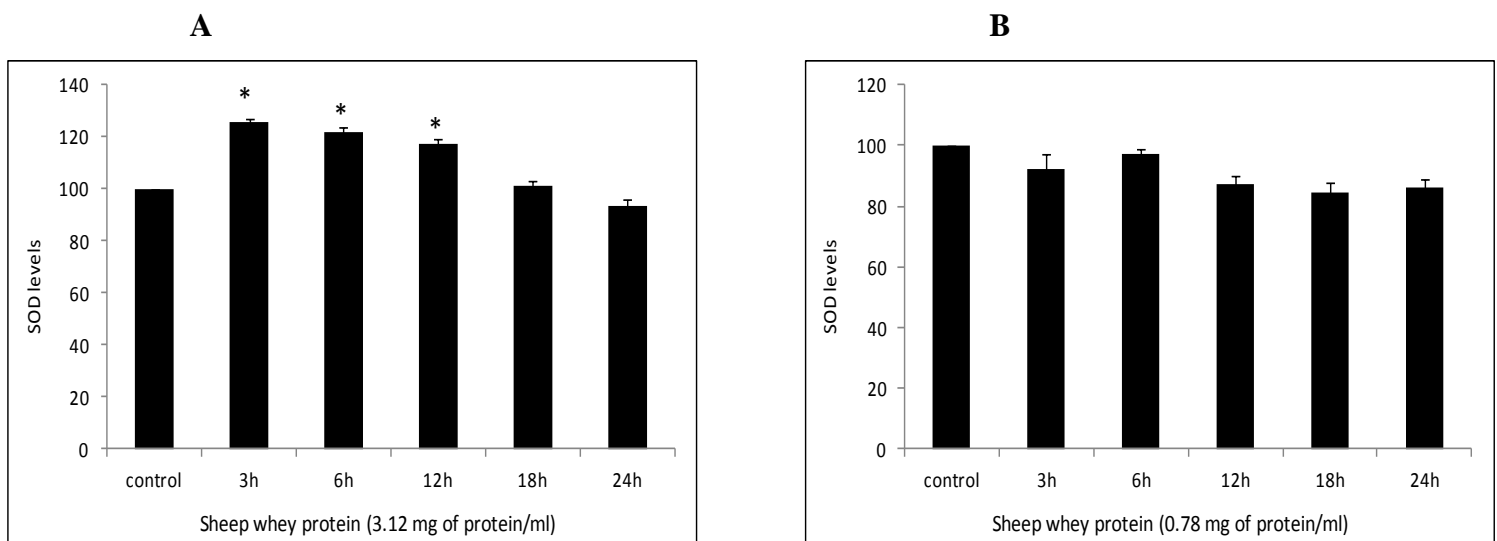 A
140
120
100
80
60
40
20
0
SOD levels
*
*
*
control 3h 6h 12h 18h 24h
Sheep whey protein (3.12 mg of protein/ml)
B
120
100
80
60
40
20
0
SOD levels
control 3h 6h 12h 18h 24h
Sheep whey protein (0.78 mg of protein/ml)